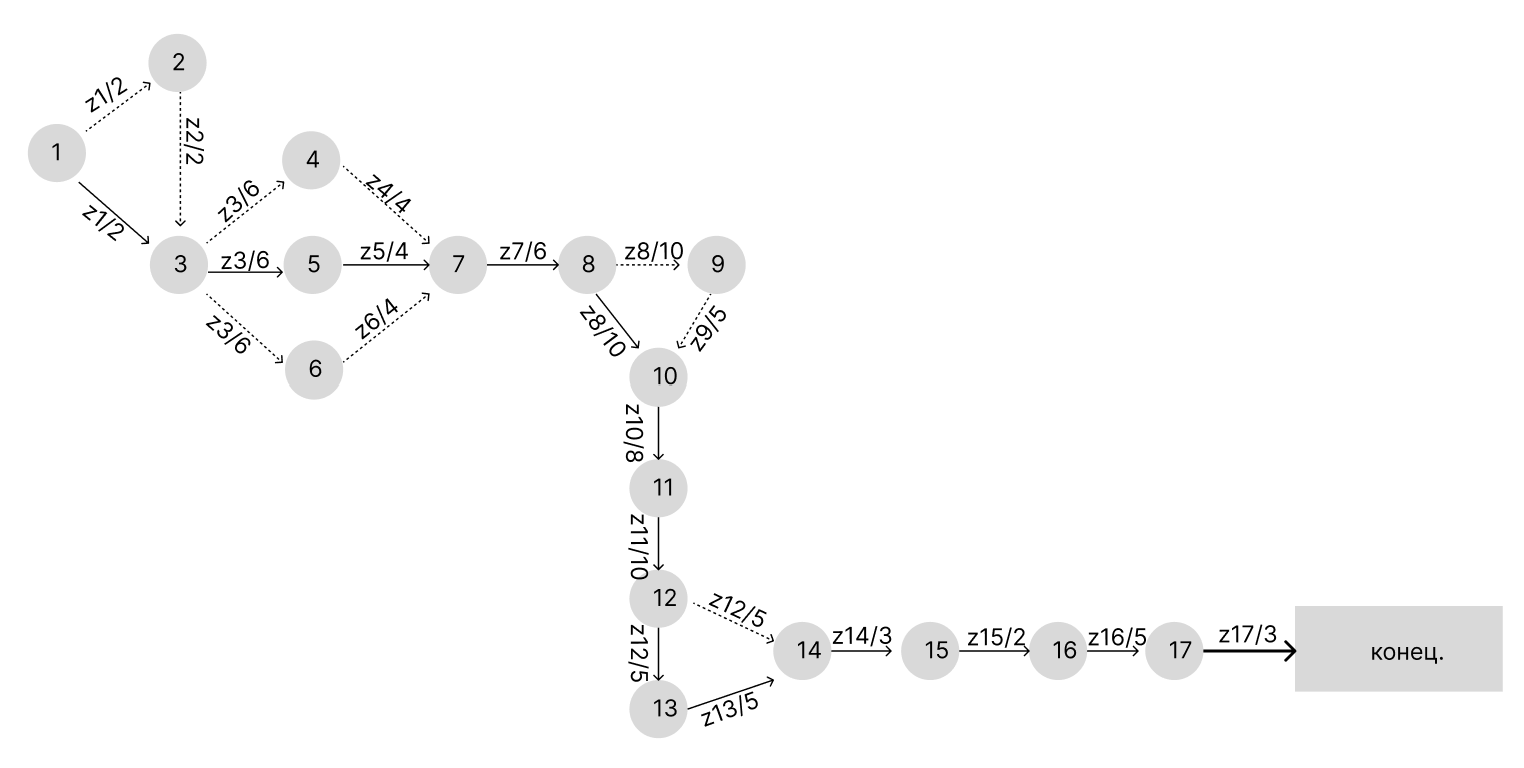 2
z1/2
z2/2
1
z1/2
4
z3/6
z4/4
3
z3/6
5
z5/4
7
z7/6
8
z8/10
9
z3/6
z6/4
z8/10
z9/5
6
10
z10/8
11
z11/10
12
z12/5
z12/5
14
z14/3
15
z15/2
16
z16/5
17
z17/3
конец.
13
z13/5